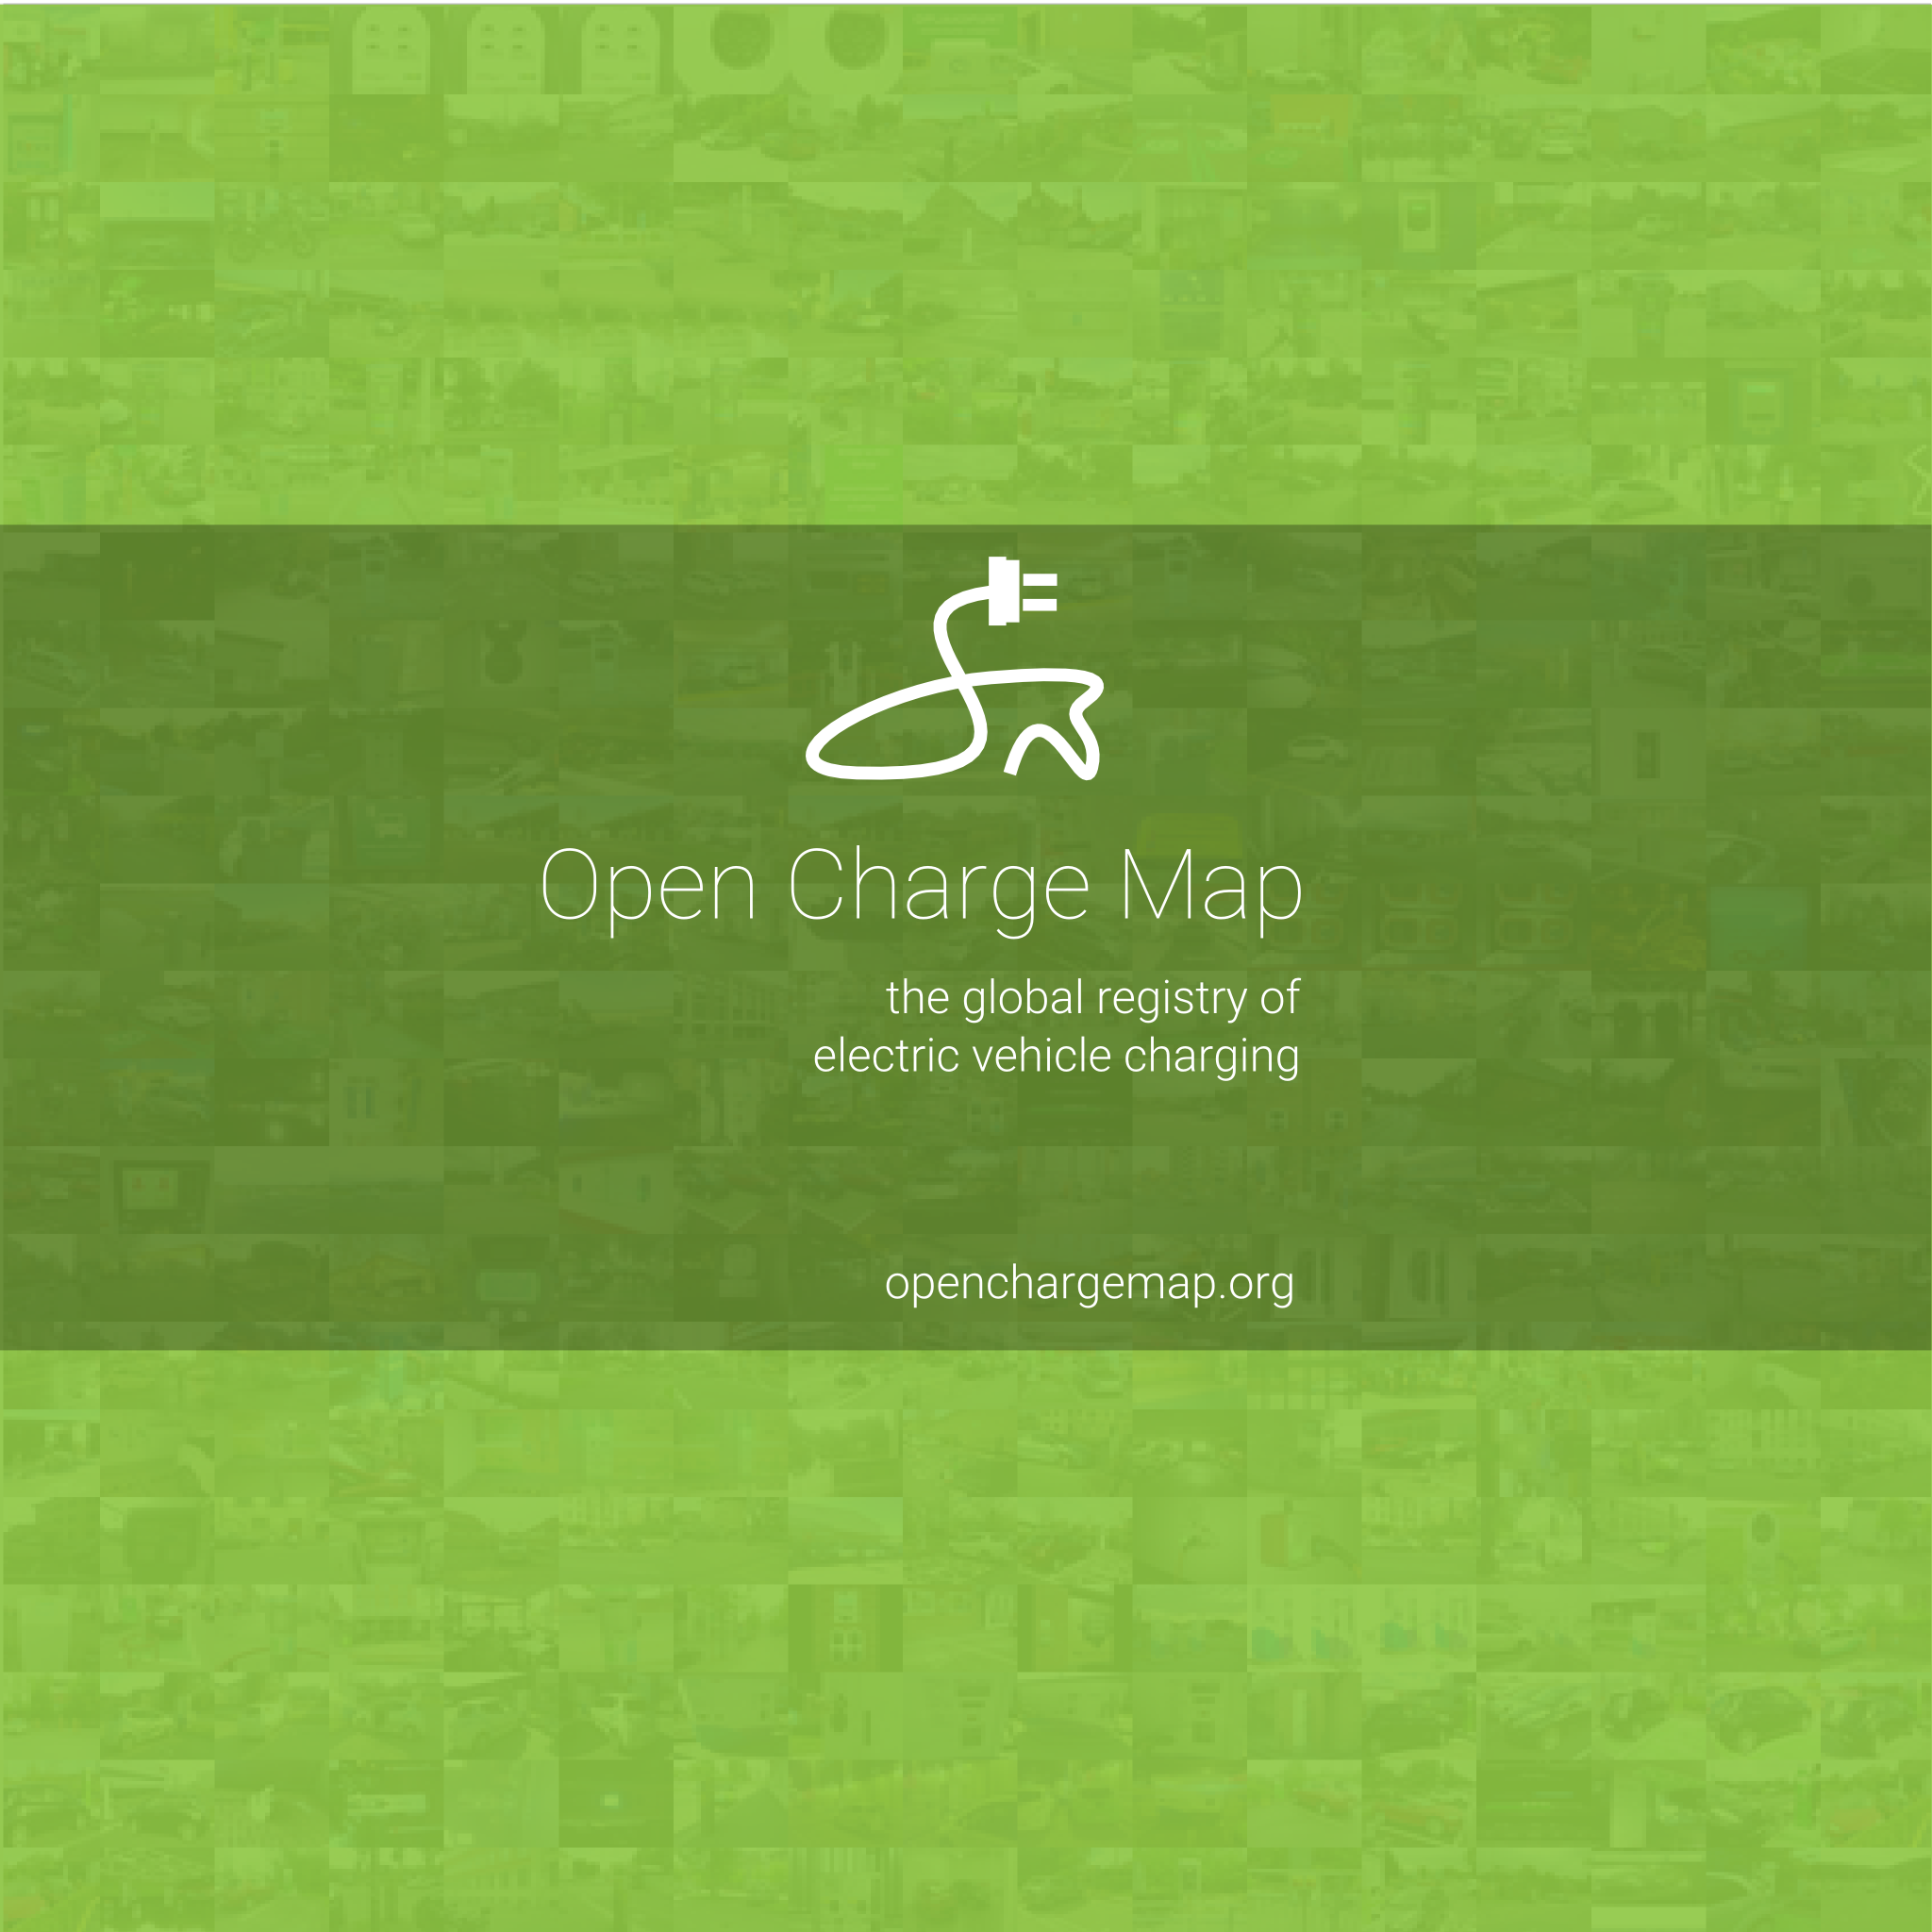 Open Charge Map
the global registry of
electric vehicle charging
openchargemap.org